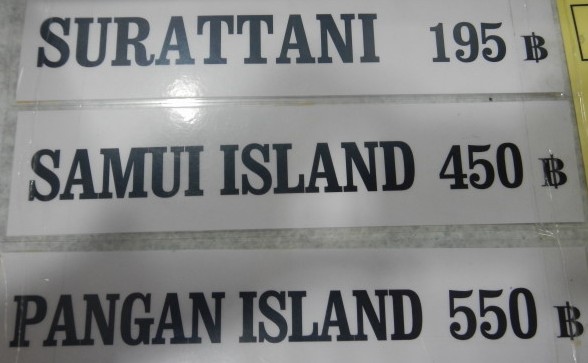 SURATTANI 195 ฿
SAMUI ISLAND 450 ฿
PANGAN ISLAND 550 ฿